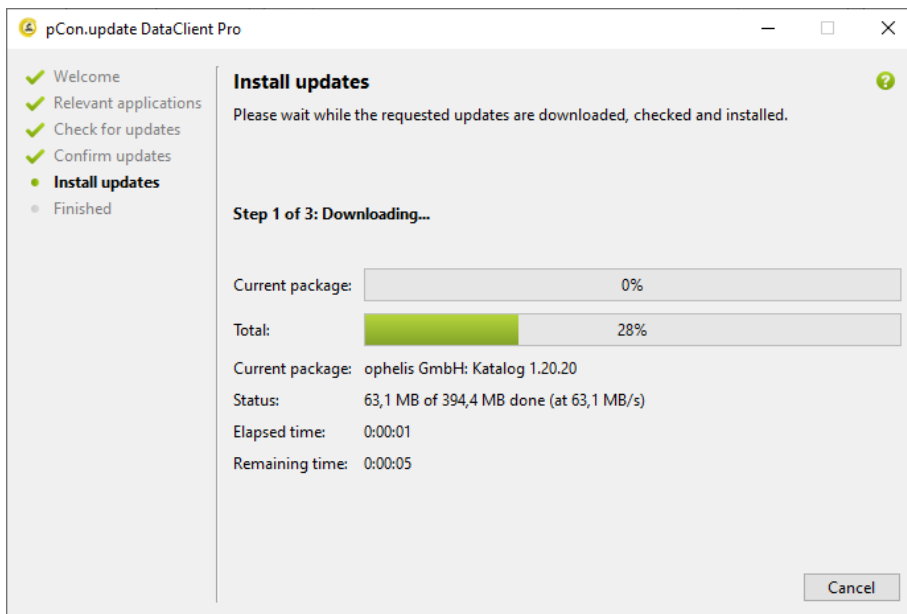 pCon.update DataClient Pro
Welcome
Relevant applications
Check for updates
Confirm updates
Install updates
Finished
Install updates
Please wait while the requested updates are downloaded, checked and installed.
Step 1 of 3: Downloading...
Current package: 0%
Total: 28%
Current package: ophelis GmbH: Katalog 1.20.20
Status: 63,1 MB of 394,4 MB done (at 63,1 MB/s)
Elapsed time: 0:00:01
Remaining time: 0:00:05
Cancel